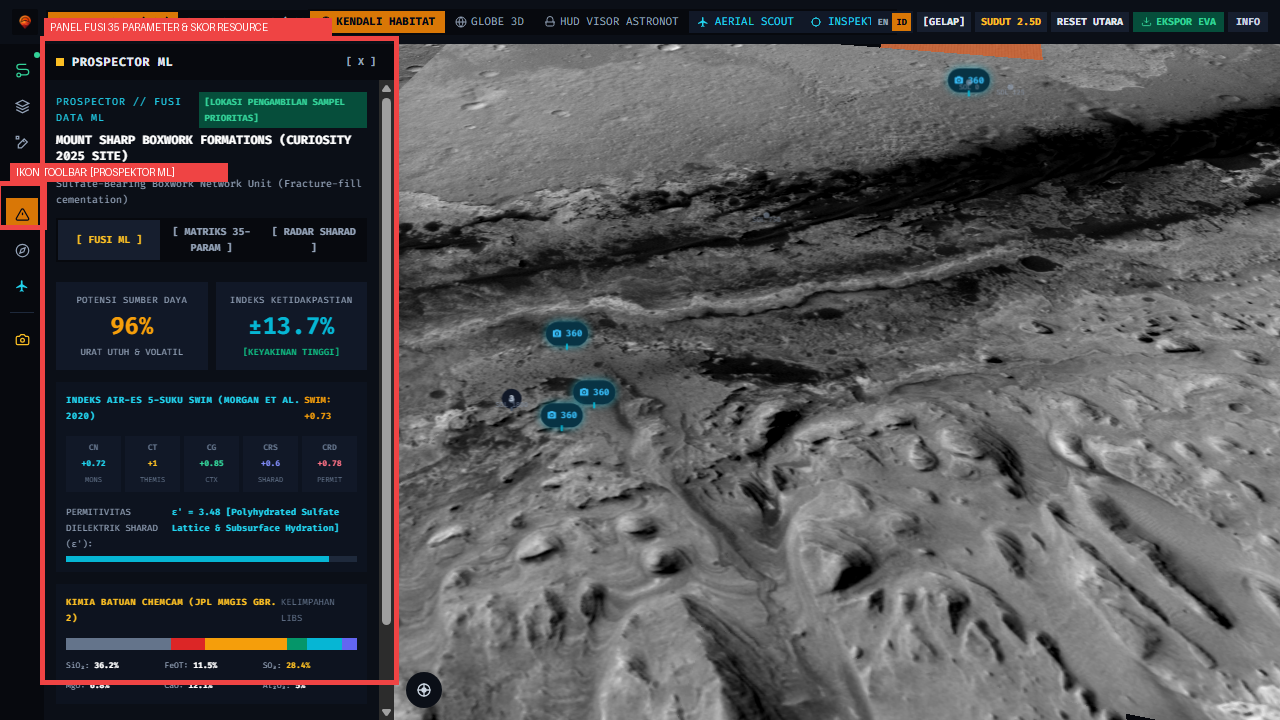 PANEL FUSI 35 PARAMETER & SKOR RESOURCE
KENDALI HABITAT
GLOBE 3D
HUD VISOR ASTRONOT
AERIAL SCOUT
INSPEK
EN
ID
[GELAP]
SUDUT 2.5D
RESET UTARA
EKSPOR EVA
INFO
PROSPECTOR ML
[ X ]
PROSPECTOR // FUSI
DATA ML
[LOKASI PENGAMBILAN SAMPEL
PRIORITAS]
MOUNT SHARP BOXWORK FORMATIONS (CURIOSITY
2025 SITE)
IKON TOOLBAR [PROSPEKTOR ML]
Sulfate-Bearing Boxwork Network Unit (Fracture-fill
cementation)
[ FUSI ML ]
[ MATRIKS 35-
PARAM ]
[ RADAR SHARAD
]
POTENSI SUMBER DAYA
96%
URAT UTUH & VOLATIL
INDEKS KETIDAKPASTIAN
±13.7%
[KEYAKINAN TINGGI]
INDEKS AIR-ES 5-SUKU SWIM (MORGAN ET AL.
2020)
SWIM:
+0.73
CN
+0.72
MONS
CT
+1
THEMIS
CG
+0.85
CTX
CRS
+0.6
SHARAD
CRD
+0.78
PERMIT
PERMITIVITAS
DIELEKTRIK SHARAD
(ε'):
ε' = 3.48 [Polyhydrated Sulfate
Lattice & Subsurface Hydration]
KIMIA BATUAN CHEMCAM (JPL MMGIS GBR.
2)
KELIMPAHAN
LIBS
SiO₂: 36.2%
FeOT: 11.5%
SO₃: 28.4%
360
360
360
360